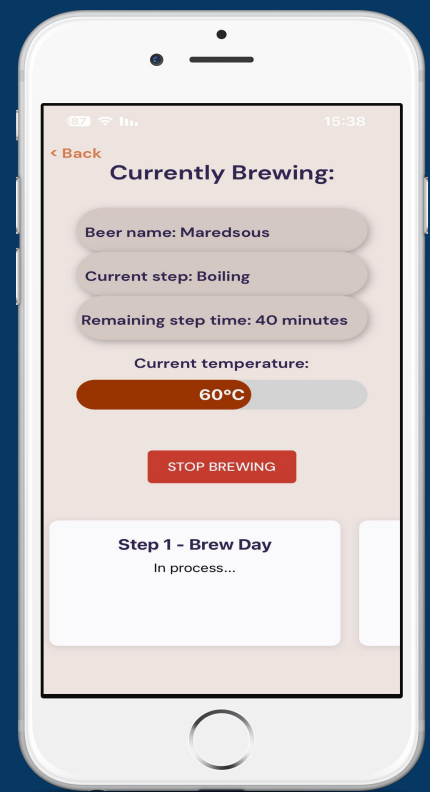 67
15:38
< Back
Currently Brewing:
Beer name: Maredsous
Current step: Boiling
Remaining step time: 40 minutes
Current temperature:
60°C
STOP BREWING
Step 1 - Brew Day
In process...